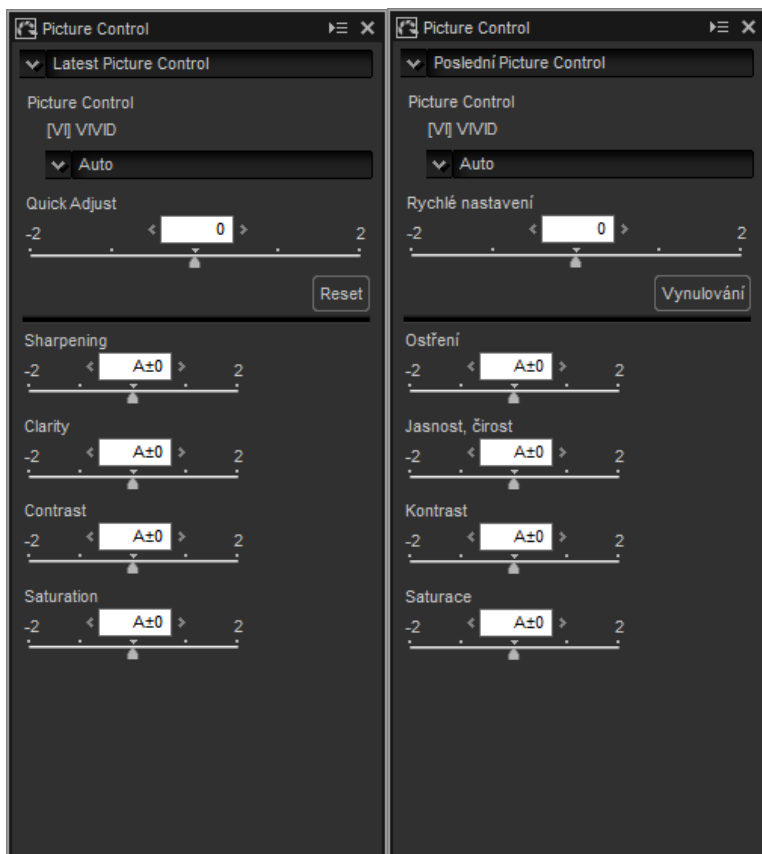 Picture Control
Latest Picture Control
Picture Control
[VI] VIVID
Auto
Quick Adjust
-2 0 2
Reset
Sharpening
-2 A±0 2
Clarity
-2 A±0 2
Contrast
-2 A±0 2
Saturation
-2 A±0 2
Picture Control
Poslední Picture Control
Picture Control
[VI] VIVID
Auto
Rychlé nastavení
-2 0 2
Vynulování
Ostření
-2 A±0 2
Jasnost, čirost
-2 A±0 2
Kontrast
-2 A±0 2
Saturace
-2 A±0 2